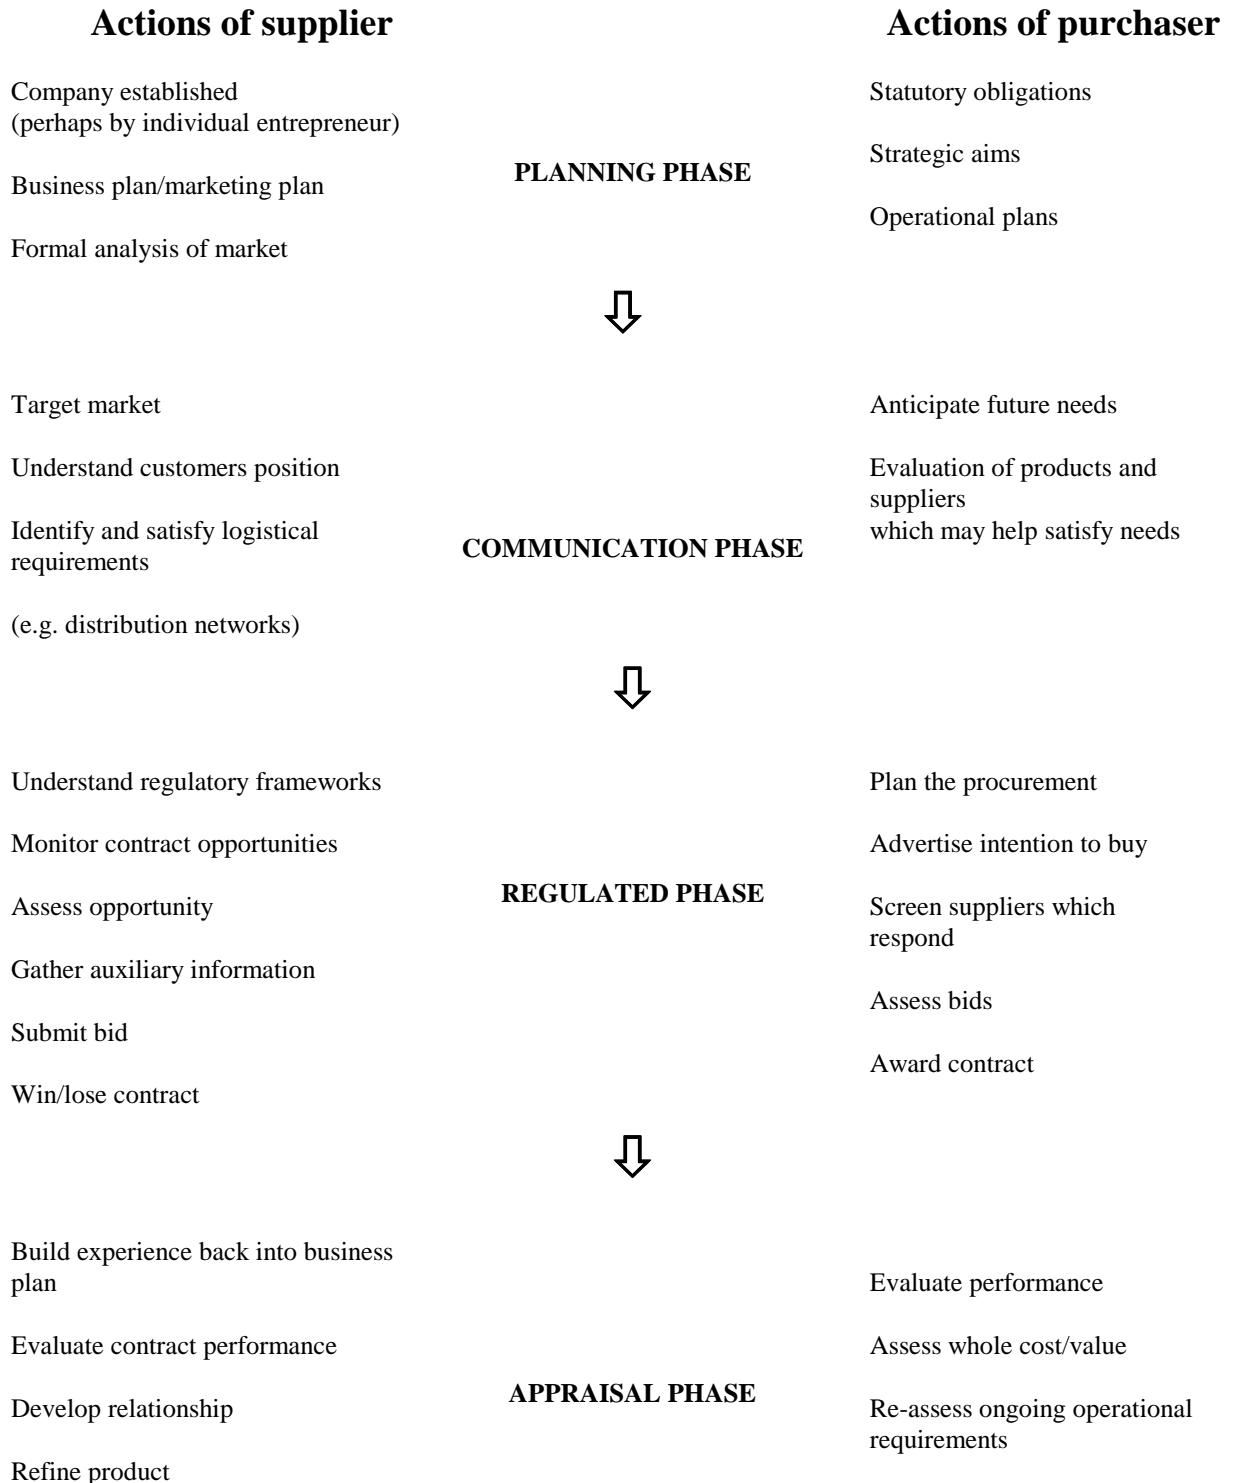 Actions of supplier
Actions of purchaser
Company established
(perhaps by individual entrepreneur)
Business plan/marketing plan
Formal analysis of market
PLANNING PHASE
Statutory obligations
Strategic aims
Operational plans
Target market
Understand customers position
Identify and satisfy logistical
requirements
(e.g. distribution networks)
COMMUNICATION PHASE
Anticipate future needs
Evaluation of products and
suppliers
which may help satisfy needs
Understand regulatory frameworks
Monitor contract opportunities
Assess opportunity
Gather auxiliary information
Submit bid
Win/lose contract
REGULATED PHASE
Plan the procurement
Advertise intention to buy
Screen suppliers which
respond
Assess bids
Award contract
Build experience back into business
plan
Evaluate contract performance
Develop relationship
Refine product
APPRAISAL PHASE
Evaluate performance
Assess whole cost/value
Re-assess ongoing operational
requirements